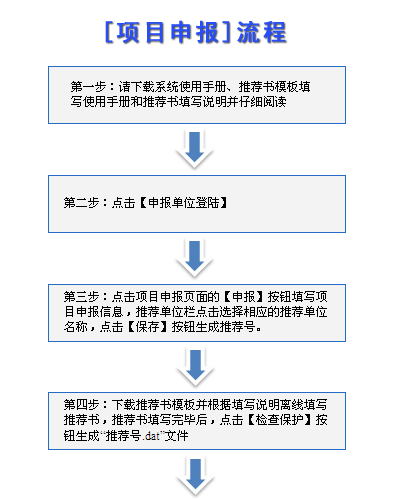 [项目申报]流程
第一步：请下载系统使用手册、推荐书模板填
写使用手册和推荐书填写说明并仔细阅读
第二步：点击【申报单位登陆】
第三步：点击项目申报页面的【申报】按钮填写项
目申报信息，推荐单位栏点击选择相应的推荐单位
名称，点击【保存】按钮生成推荐号。
第四步：下载推荐书模板并根据填写说明离线填写
推荐书，推荐书填写完毕后，点击【检查保护】按
钮生成“推荐号.dat”文件